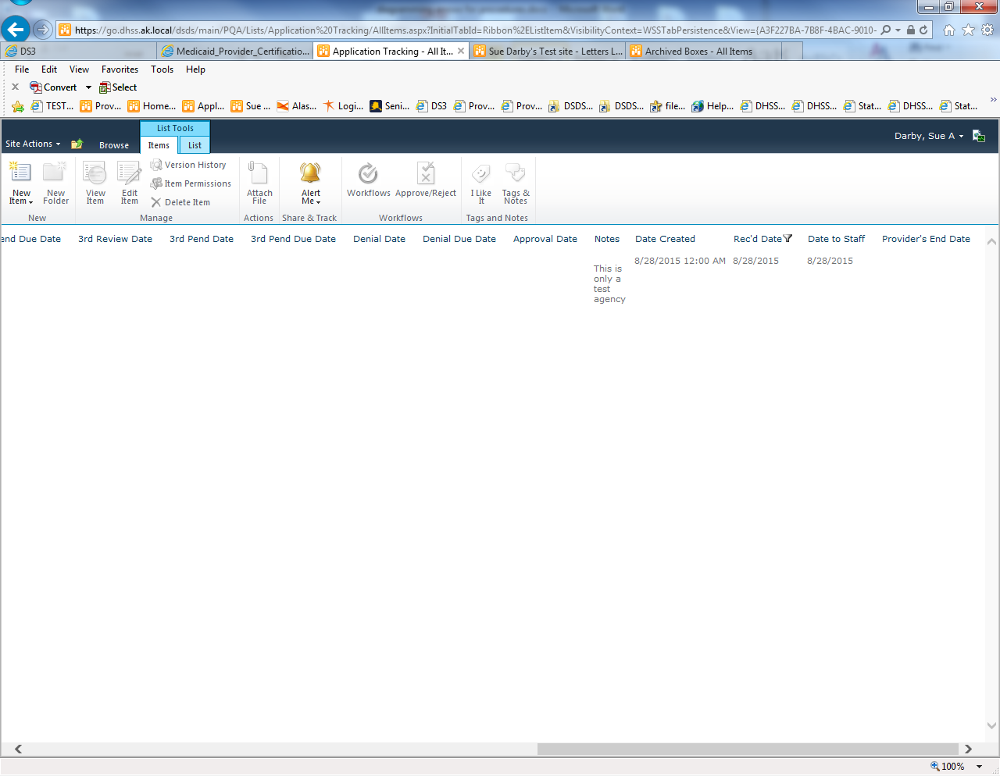 https://go.dhss.ak.local/dsds/main/PQA/Lists/Application%20Tracking/AllItems.aspx?InitialTabId=Ribbon%2EListItem&VisibilityContext=WSSTabPersistence&View={A3F227BA-7B8F-4BAC-9010-
DS3 Medicaid_Provider_Certificatio... Application Tracking - All It... Sue Darby's Test site - Letters L... Archived Boxes - All Items
File Edit View Favorites Tools Help
Convert Select
TEST... Prov... Home... Appl... Sue ... Alas... Logi... Seni... DS3 Prov... Prov... DSDS... DSDS... file... Help... DHSS... DHSS... Stat... DHSS... Stat...
List Tools
Site Actions Browse Items List Darby, Sue A
New Item New Folder View Item Edit Item Version History Item Permissions Delete Item Attach File Alert Me Workflows Approve/Reject I Like It Tags & Notes
New Manage Actions Share & Track Workflows Tags and Notes
end Due Date 3rd Review Date 3rd Pend Date 3rd Pend Due Date Denial Date Denial Due Date Approval Date Notes Date Created Rec'd Date Date to Staff Provider's End Date
8/28/2015 12:00 AM 8/28/2015 8/28/2015
This is
only a
test
agency
100%